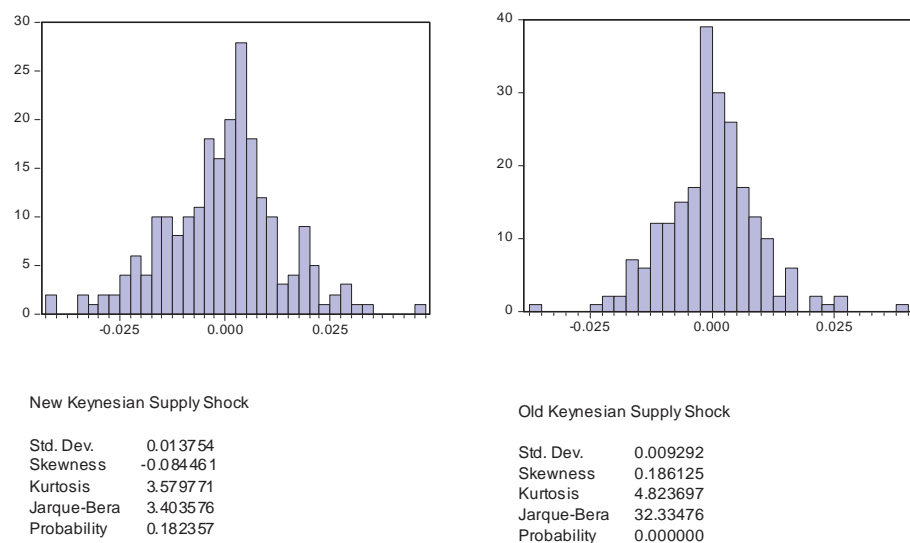 30
25
20
15
10
5
0
-0.025 0.000 0.025
40
30
20
10
0
-0.025 0.000 0.025
New Keynesian Supply Shock
Std. Dev. 0.013754
Skewness -0.084461
Kurtosis 3.579771
Jarque-Bera 3.403576
Probability 0.182357
Old Keynesian Supply Shock
Std. Dev. 0.009292
Skewness 0.186125
Kurtosis 4.823697
Jarque-Bera 32.33476
Probability 0.000000